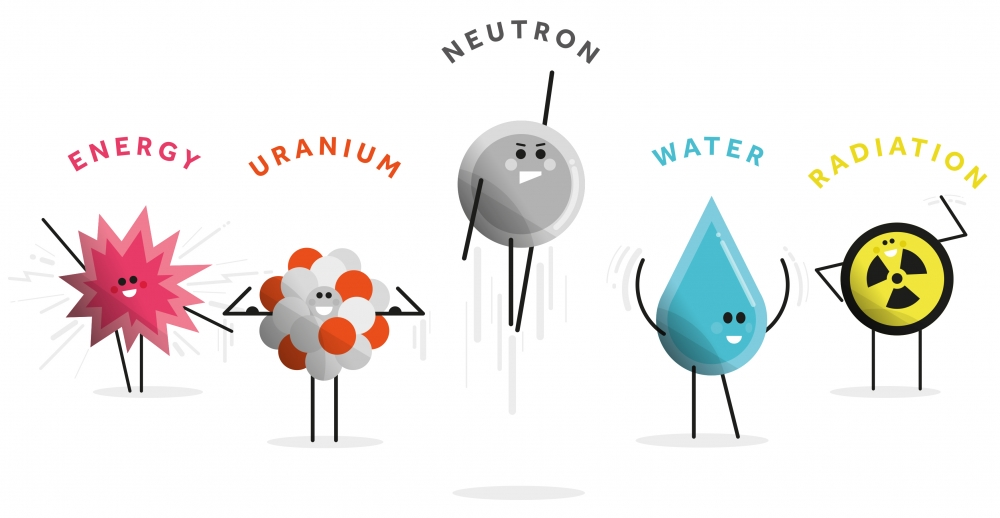 ENERGY
URANIUM
NEUTRON
WATER
RADIATION